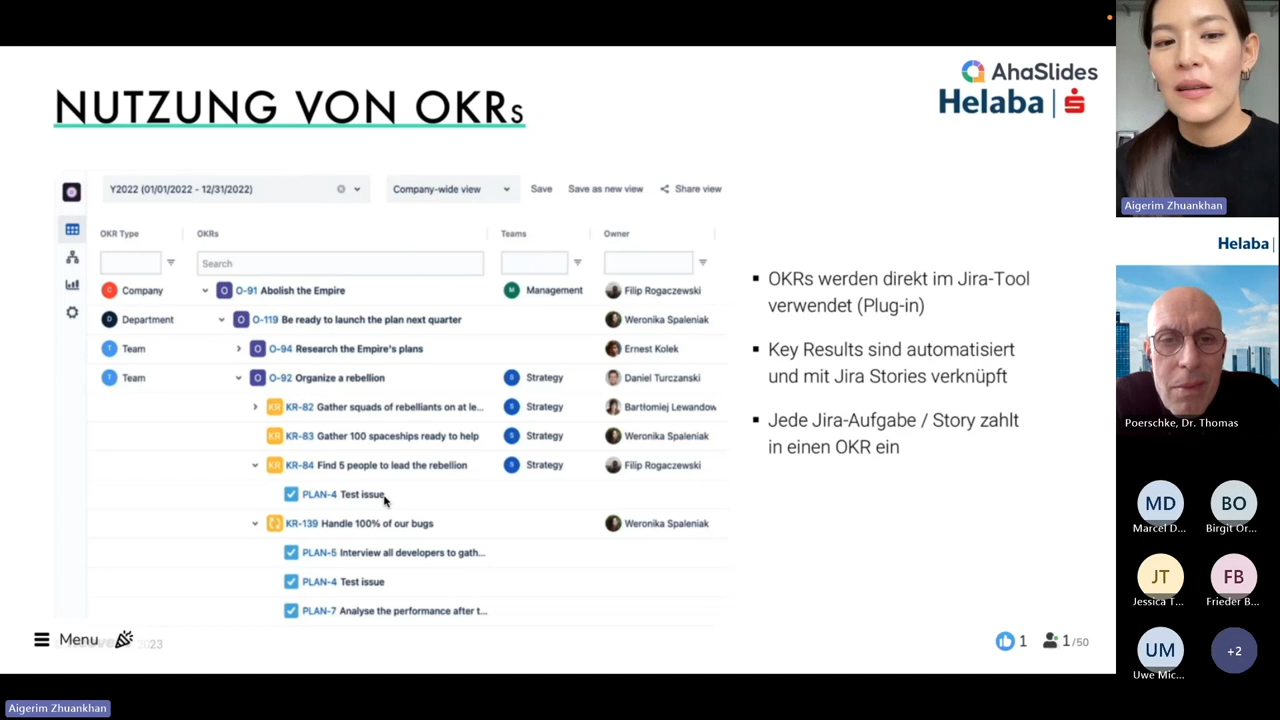 AhaSlides
Helaba
NUTZUNG VON OKRs
Y2022 (01/01/2022 - 12/31/2022)
Company-wide view
Save
Save as new view
Share view
OKR Type
OKRs
Teams
Owner
Search
Company
O-91 Abolish the Empire
Management
Filip Rogaczewski
Department
O-119 Be ready to launch the plan next quarter
Weronika Spaleniak
Team
O-94 Research the Empire's plans
Ernest Kolek
Team
O-92 Organize a rebellion
Strategy
Daniel Turczanski
KR KR-82 Gather squads of rebelliants on at le...
Strategy
Bartłomiej Lewandow
KR KR-83 Gather 100 spaceships ready to help
Strategy
Weronika Spaleniak
KR KR-84 Find 5 people to lead the rebellion
Strategy
Filip Rogaczewski
PLAN-4 Test issue
KR-139 Handle 100% of our bugs
Weronika Spaleniak
PLAN-5 Interview all developers to gath...
PLAN-4 Test issue
PLAN-7 Analyse the performance after t...
▪ OKRs werden direkt im Jira-Tool
verwendet (Plug-in)
▪ Key Results sind automatisiert
und mit Jira Stories verknüpft
▪ Jede Jira-Aufgabe / Story zahlt
in einen OKR ein
Menu
2023
1
1/50
Aigerim Zhuankhan
Helaba
Poerschke, Dr. Thomas
MD
Marcel D...
BO
Birgit Or...
JT
Jessica T...
FB
Frieder B...
UM
Uwe Mic...
+2
Aigerim Zhuankhan